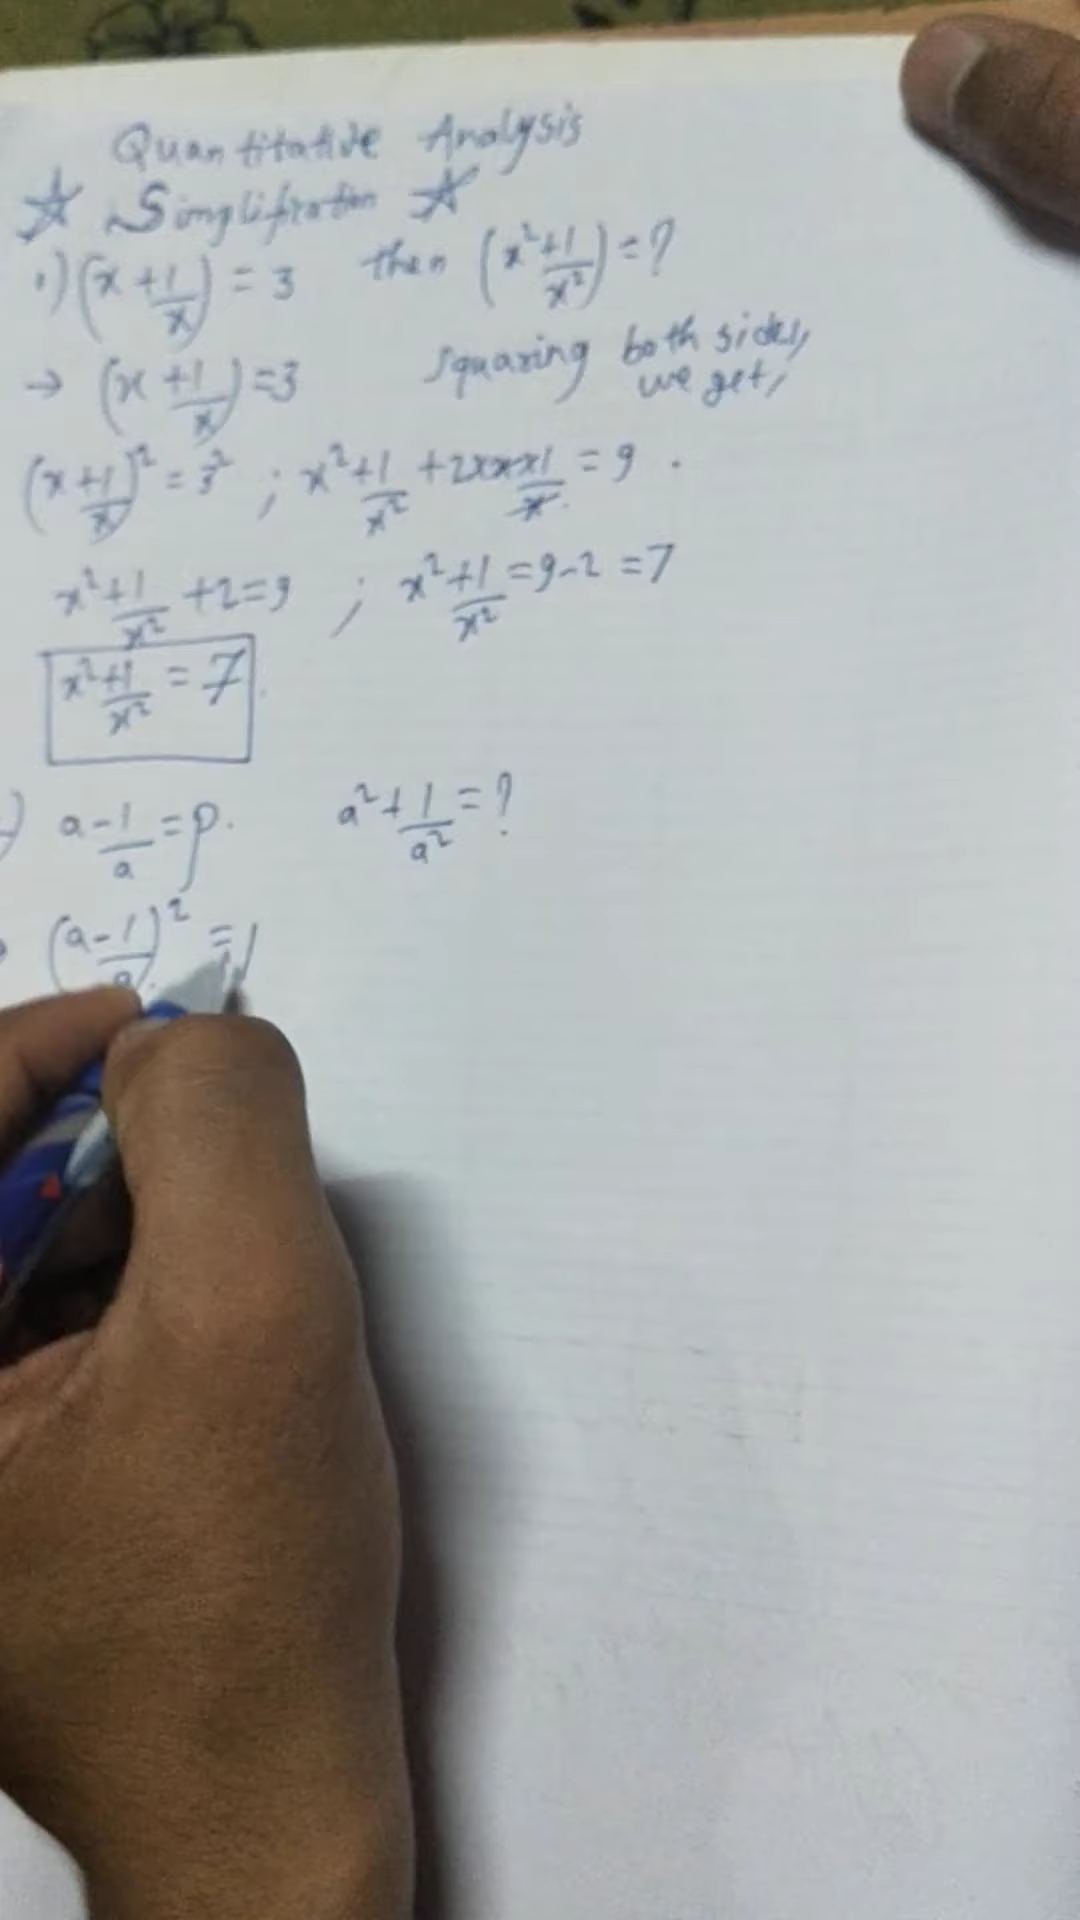 Quantitative Analysis
☆ Simplification ☆
1) (x + 1/x) = 3 then (x² + 1/x²) = ?
→ (x + 1/x) = 3 squaring both sides,
we get,
(x + 1/x)² = 3² ; x² + 1/x² + 2 × x × 1/x = 9 .
x² + 1/x² + 2 = 9 ; x² + 1/x² = 9 - 2 = 7
x² + 1/x² = 7 .
a - 1/a = p. a² + 1/a² = ?
(a - 1/a)² =